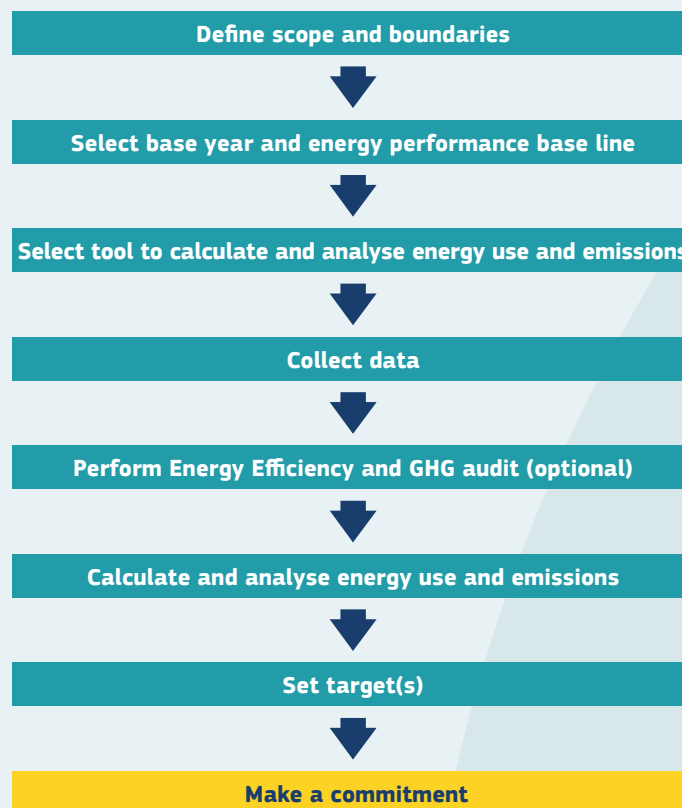 Define scope and boundaries
Select base year and energy performance base line
Select tool to calculate and analyse energy use and emissions
Collect data
Perform Energy Efficiency and GHG audit (optional)
Calculate and analyse energy use and emissions
Set target(s)
Make a commitment